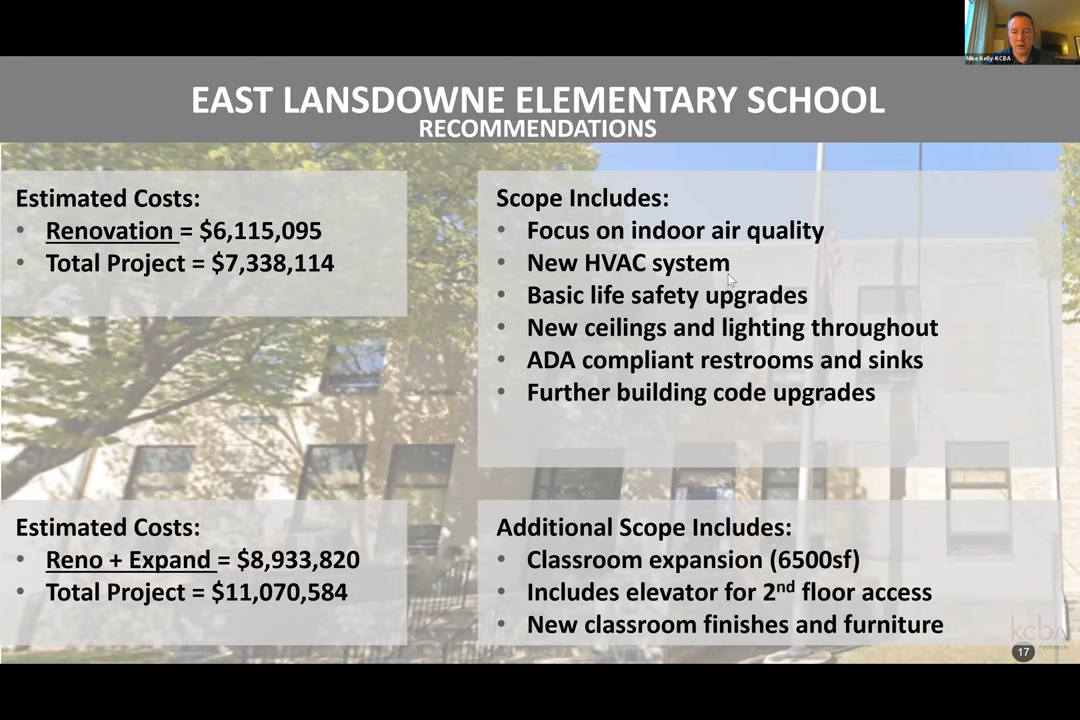 Mike Kelly-KCBA
EAST LANSDOWNE ELEMENTARY SCHOOL
RECOMMENDATIONS
Estimated Costs:
• Renovation = $6,115,095
• Total Project = $7,338,114
Scope Includes:
• Focus on indoor air quality
• New HVAC system
• Basic life safety upgrades
• New ceilings and lighting throughout
• ADA compliant restrooms and sinks
• Further building code upgrades
Estimated Costs:
• Reno + Expand = $8,933,820
• Total Project = $11,070,584
Additional Scope Includes:
• Classroom expansion (6500sf)
• Includes elevator for 2nd floor access
• New classroom finishes and furniture
kcba
architects
17